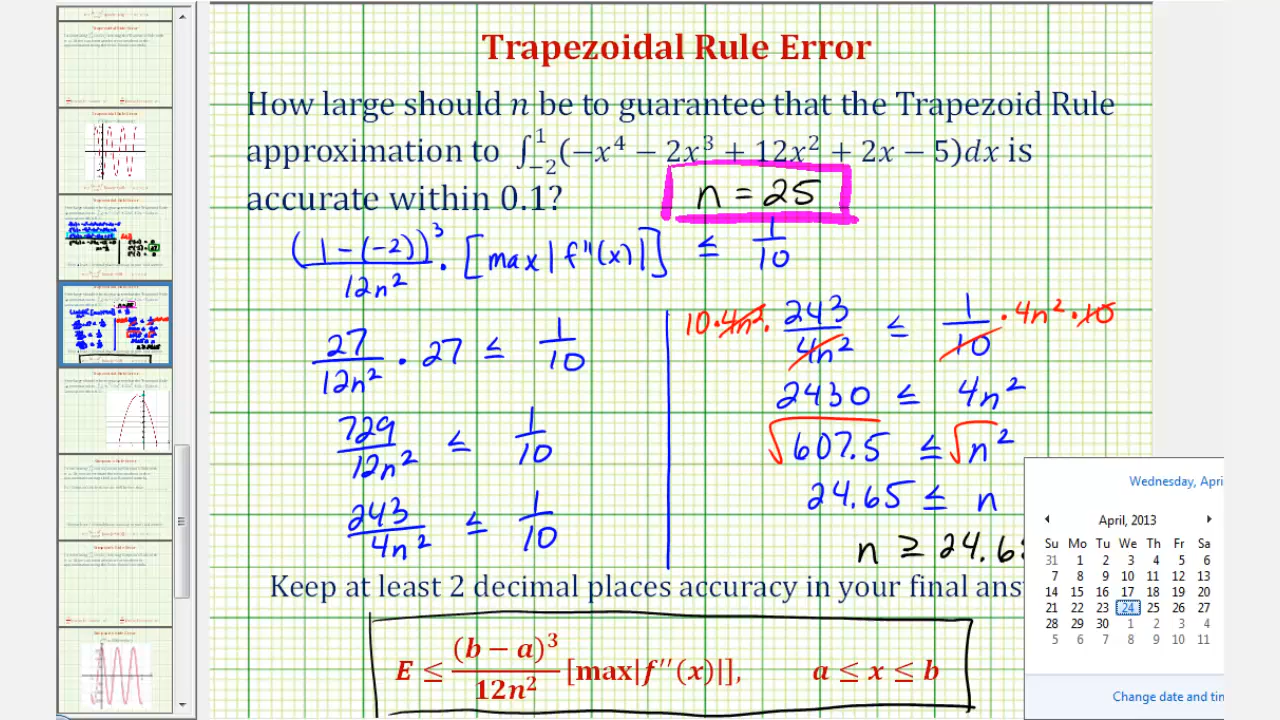 Trapezoidal Rule Error
How large should n be to guarantee that the Trapezoid Rule
approximation to ∫₋₂¹(−x⁴ − 2x³ + 12x² + 2x − 5)dx is
accurate within 0.1?
n = 25
(1 − (−2))³/12n² · [max|f''(x)|] ≤ 1/10
27/12n² · 27 ≤ 1/10
729/12n² ≤ 1/10
243/4n² ≤ 1/10
10 · 4n² · 243/4n² ≤ 1/10 · 4n² · 10
2430 ≤ 4n²
√607.5 ≤ √n²
24.65 ≤ n
n ≥ 24.6
Keep at least 2 decimal places accuracy in your final ans
E ≤ (b − a)³/12n² [max|f′′(x)|], a ≤ x ≤ b
Wednesday, Apri
April, 2013
Su Mo Tu We Th Fr Sa
31 1 2 3 4 5 6
7 8 9 10 11 12 13
14 15 16 17 18 19 20
21 22 23 24 25 26 27
28 29 30 1 2 3 4
5 6 7 8 9 10 11
Change date and tin